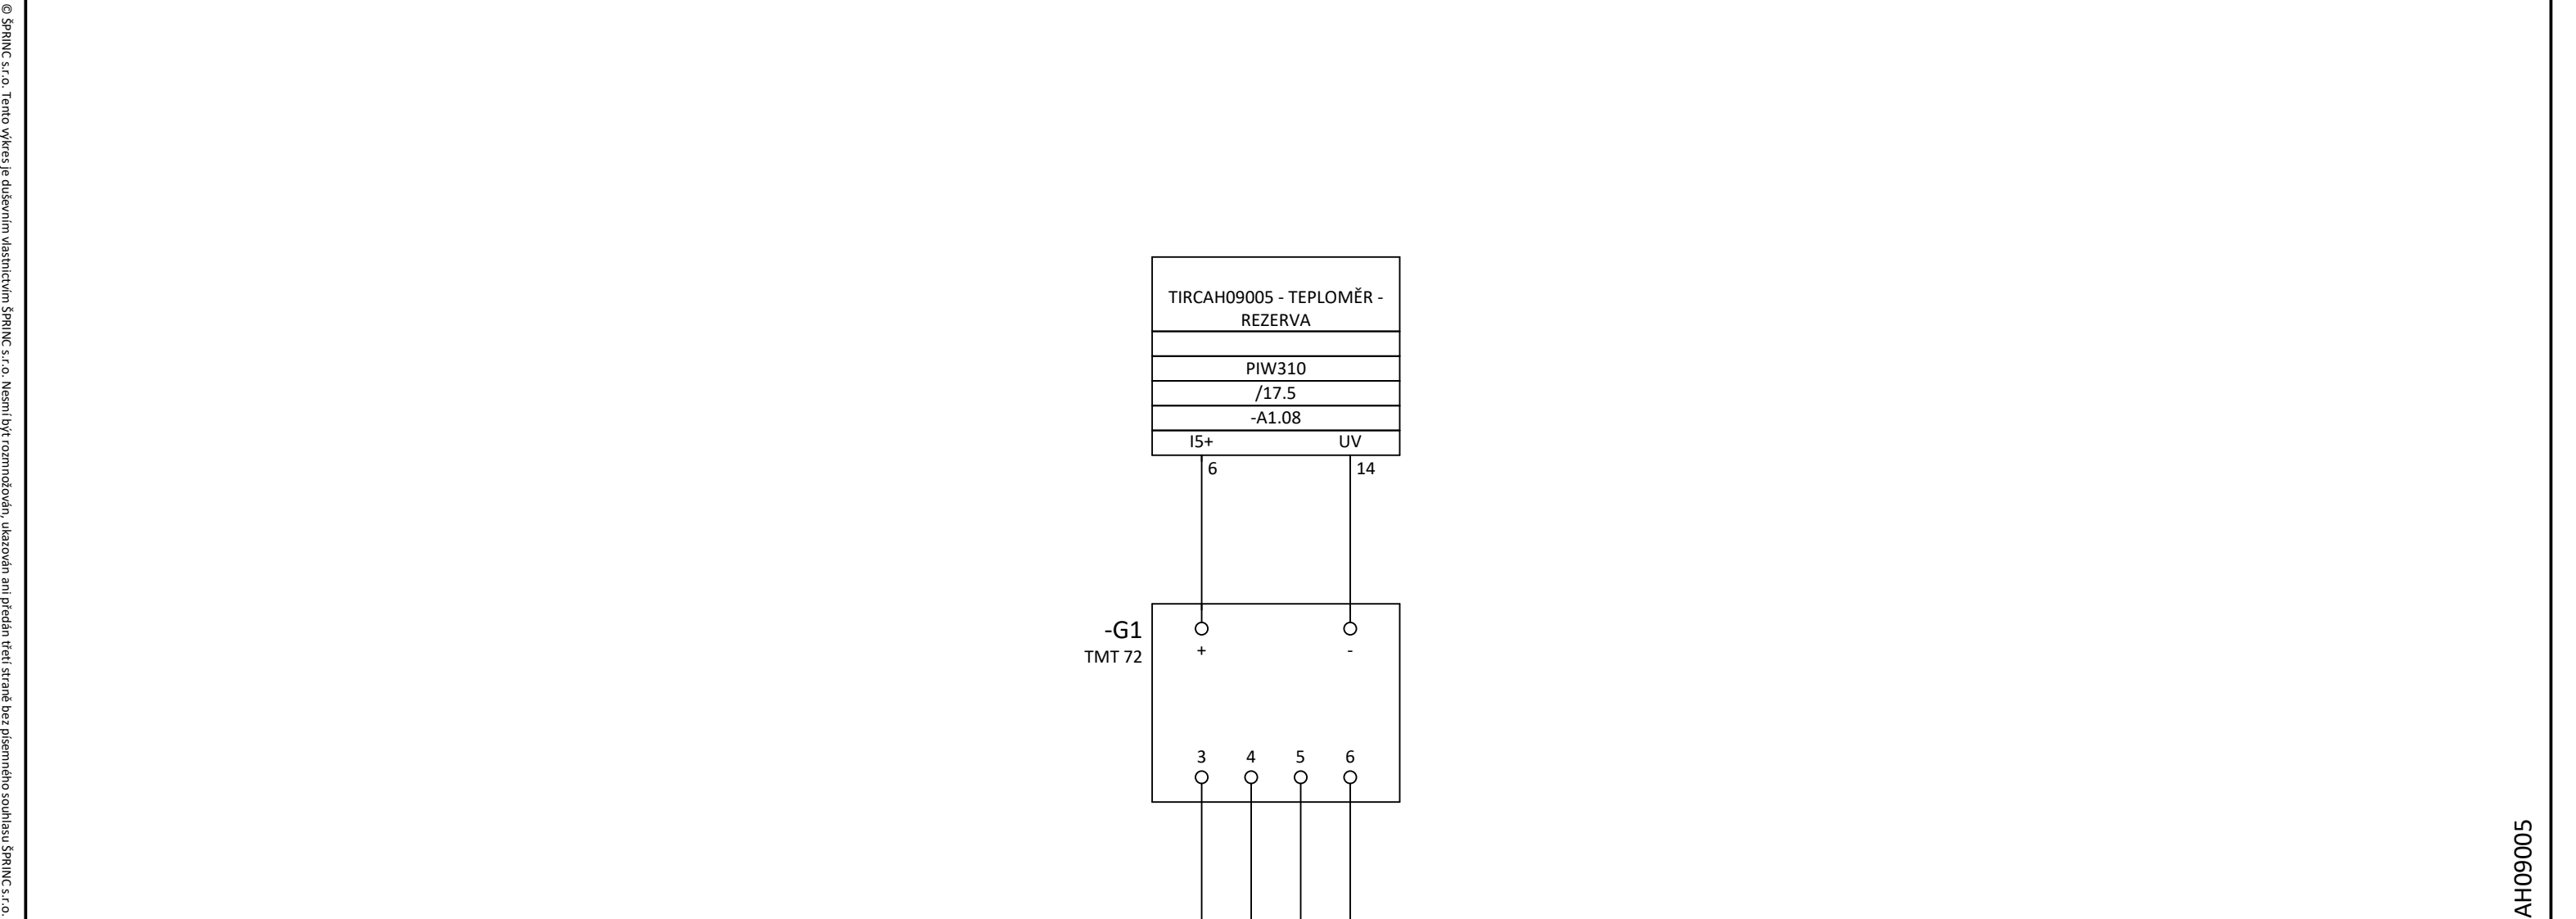 © ŠPRINC s.r.o. Tento výkres je duševním vlastnictvím ŠPRINC s.r.o. Nesmí být rozmnožován, ukazován ani předán třetí straně bez písemného souhlasu ŠPRINC s.r.o.
TIRCAH09005 - TEPLOMĚR -
REZERVA
PIW310
/17.5
-A1.08
I5+ UV
6 14
-G1
TMT 72
+ -
3 4 5 6
AH09005